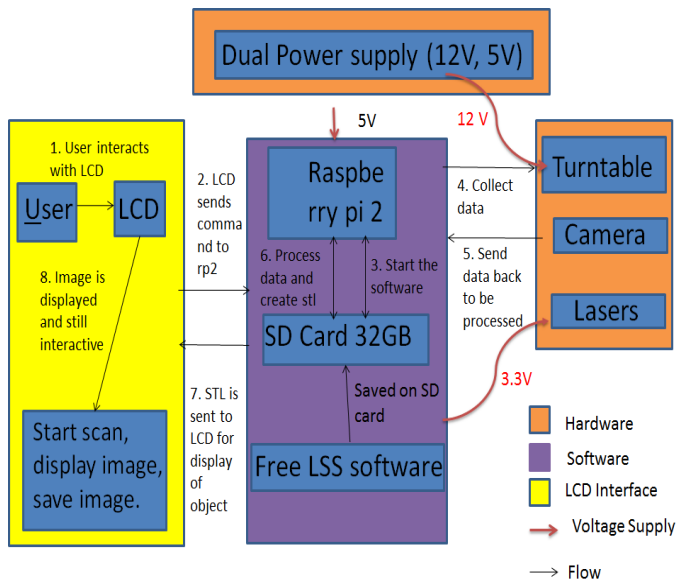 Dual Power supply (12V, 5V)
5V
12 V
1. User interacts
with LCD
User
LCD
8. Image is
displayed
and still
interactive
Start scan,
display image,
save image.
2. LCD
sends
comma
nd to
rp2
7. STL is
sent to
LCD for
display
of
object
Raspbe
rry pi 2
6. Process
data and
create stl
3. Start the
software
SD Card 32GB
Saved on SD
card
Free LSS software
4. Collect
data
5. Send
data back
to be
processed
3.3V
Turntable
Camera
Lasers
Hardware
Software
LCD Interface
Voltage Supply
Flow